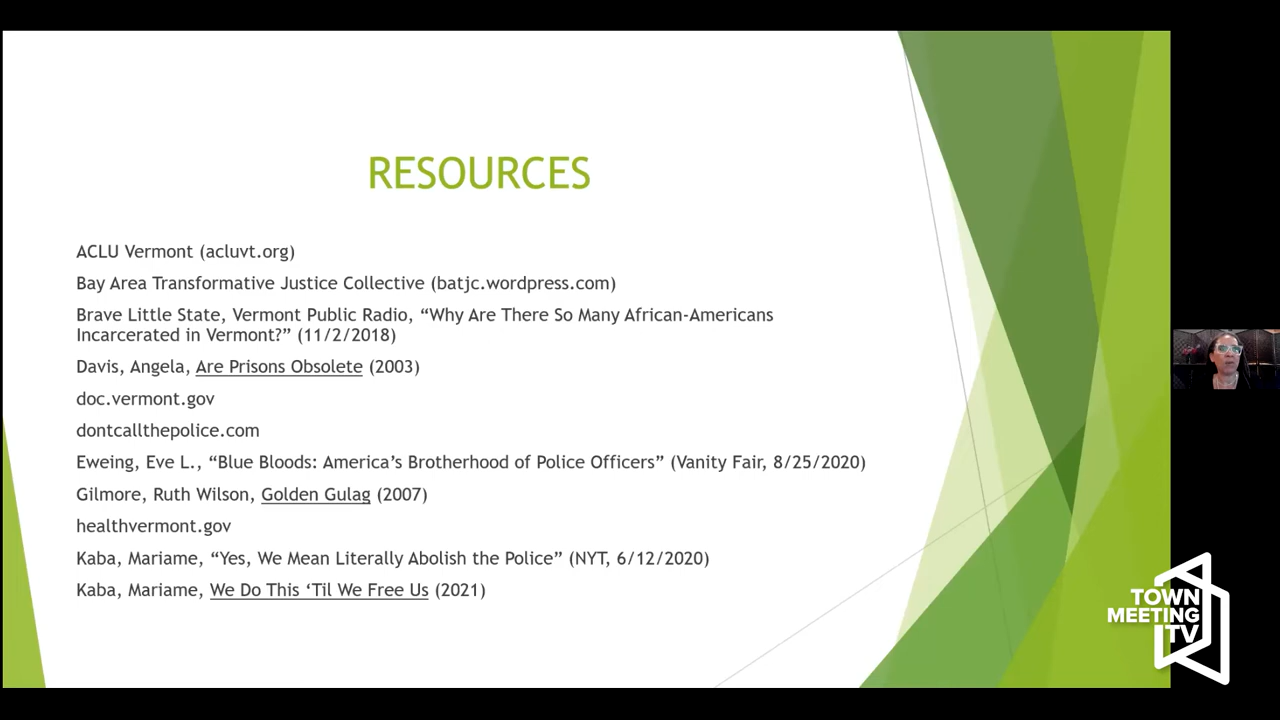 RESOURCES
ACLU Vermont (acluvt.org)
Bay Area Transformative Justice Collective (batjc.wordpress.com)
Brave Little State, Vermont Public Radio, “Why Are There So Many African-Americans
Incarcerated in Vermont?” (11/2/2018)
Davis, Angela, Are Prisons Obsolete (2003)
doc.vermont.gov
dontcallthepolice.com
Eweing, Eve L., “Blue Bloods: America’s Brotherhood of Police Officers” (Vanity Fair, 8/25/2020)
Gilmore, Ruth Wilson, Golden Gulag (2007)
healthvermont.gov
Kaba, Mariame, “Yes, We Mean Literally Abolish the Police” (NYT, 6/12/2020)
Kaba, Mariame, We Do This ‘Til We Free Us (2021)
TOWN
MEETING
TV